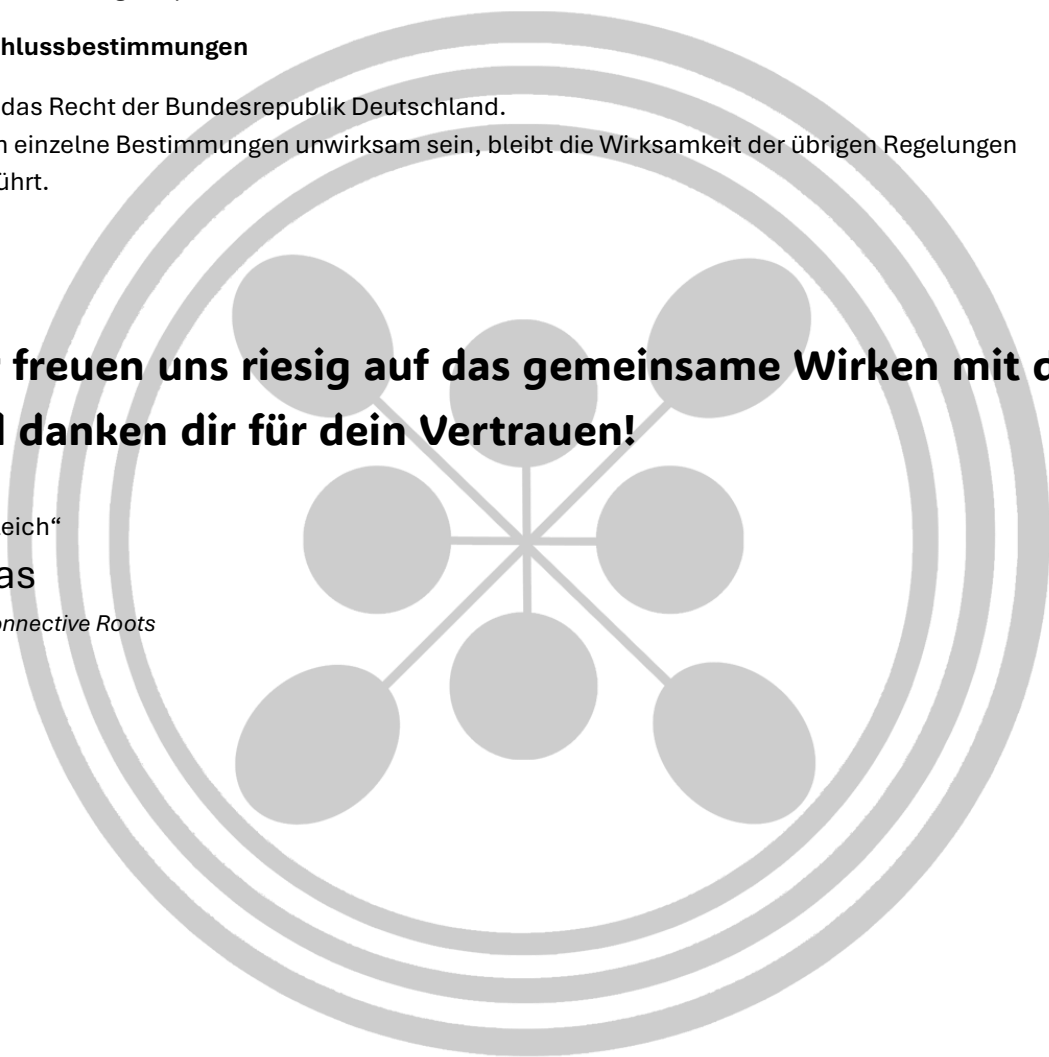 hlussbestimmungen
das Recht der Bundesrepublik Deutschland.
einzelne Bestimmungen unwirksam sein, bleibt die Wirksamkeit der übrigen Regelungen
ührt.
freuen uns riesig auf das gemeinsame Wirken mit d
danken dir für dein Vertrauen!
eich“
as
onnective Roots